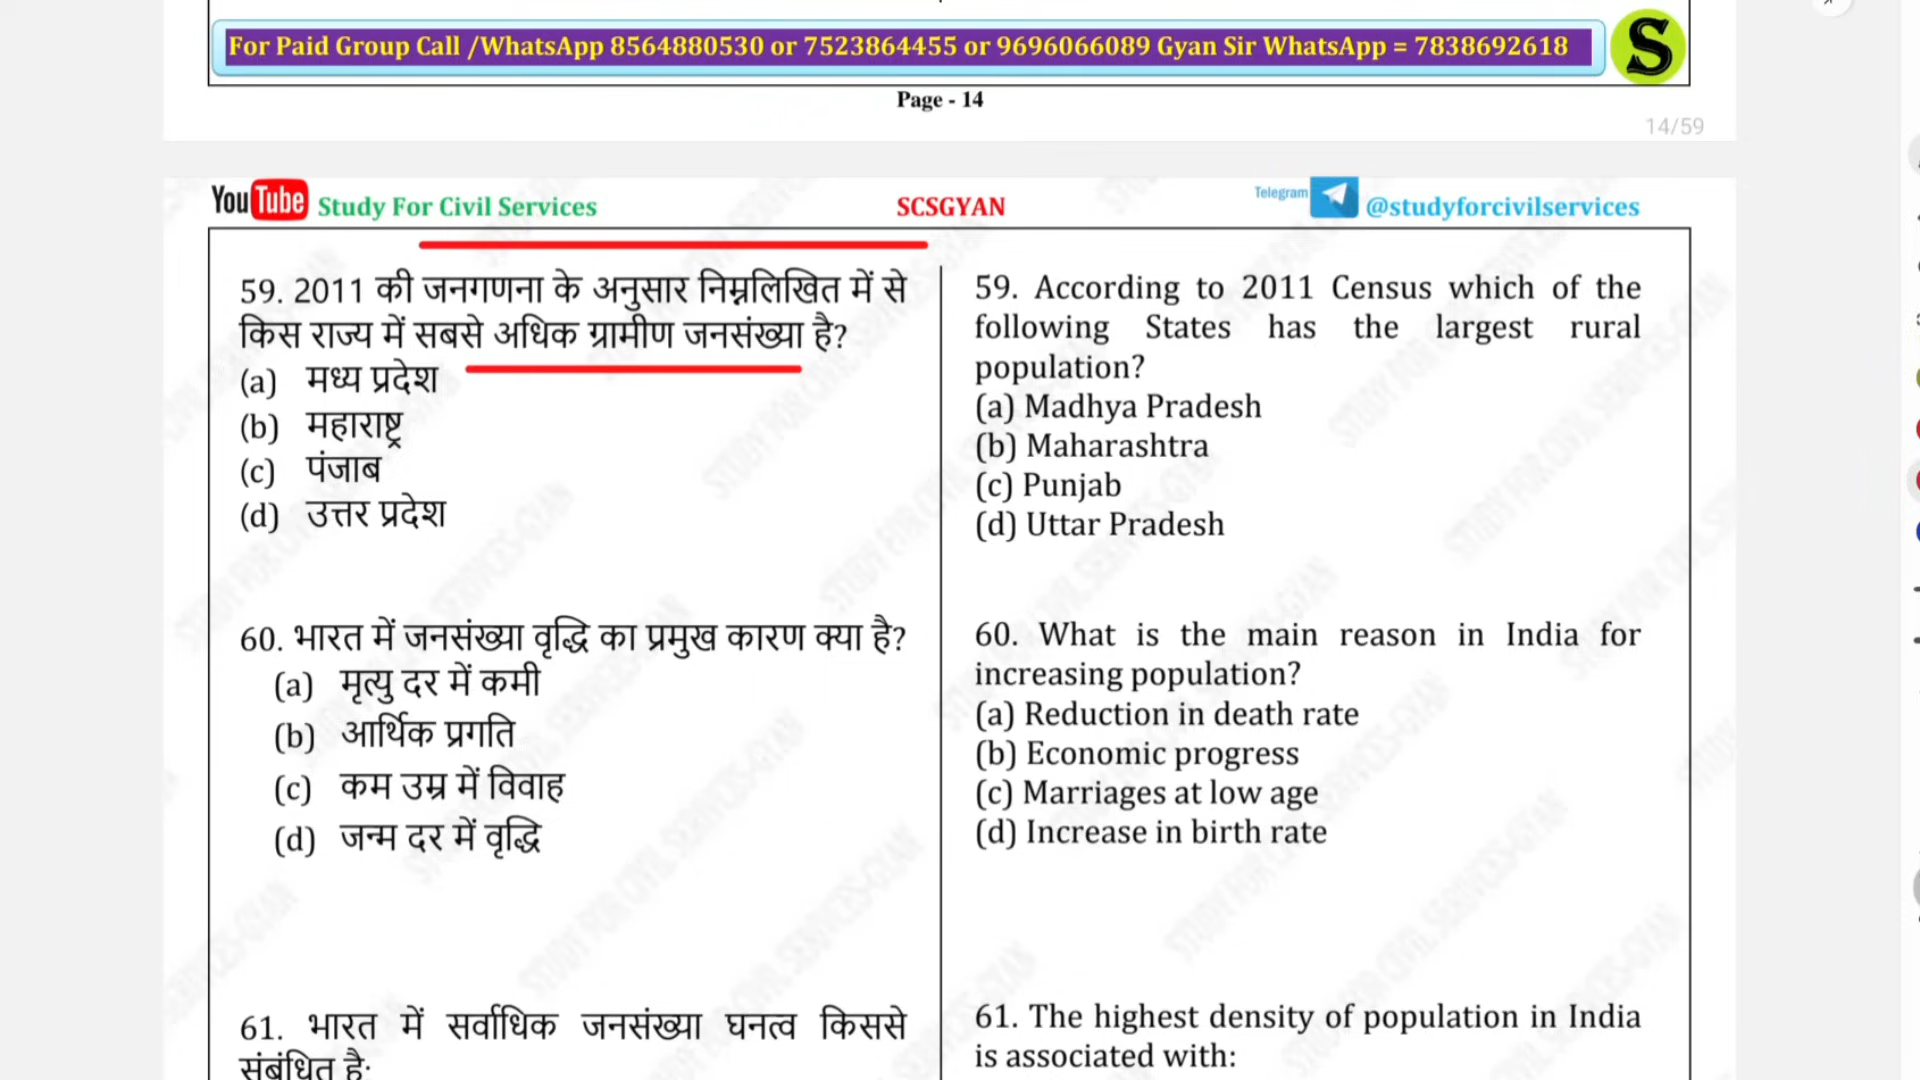 For Paid Group Call /WhatsApp 8564880530 or 7523864455 or 9696066089 Gyan Sir WhatsApp = 7838692618
S
Page - 14
14/59
YouTube Study For Civil Services
SCSGYAN
Telegram @studyforcivilservices
59. 2011 की जनगणना के अनुसार निम्नलिखित में से
किस राज्य में सबसे अधिक ग्रामीण जनसंख्या है?
(a) मध्य प्रदेश
(b) महाराष्ट्र
(c) पंजाब
(d) उत्तर प्रदेश
60. भारत में जनसंख्या वृद्धि का प्रमुख कारण क्या है?
(a) मृत्यु दर में कमी
(b) आर्थिक प्रगति
(c) कम उम्र में विवाह
(d) जन्म दर में वृद्धि
61. भारत में सर्वाधिक जनसंख्या घनत्व किससे
संबंधित है:
59. According to 2011 Census which of the
following States has the largest rural
population?
(a) Madhya Pradesh
(b) Maharashtra
(c) Punjab
(d) Uttar Pradesh
60. What is the main reason in India for
increasing population?
(a) Reduction in death rate
(b) Economic progress
(c) Marriages at low age
(d) Increase in birth rate
61. The highest density of population in India
is associated with:
STUDY FOR CIVIL SERVICES-GYAN